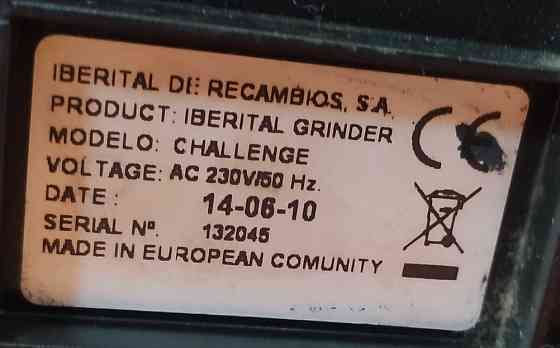 IBERITAL DE RECAMBIOS, S.A.
PRODUCT: IBERITAL GRINDER
MODELO: CHALLENGE
VOLTAGE: AC 230V/50 Hz.
DATE: 14-06-10
SERIAL Nº. 132045
MADE IN EUROPEAN COMUNITY
CE